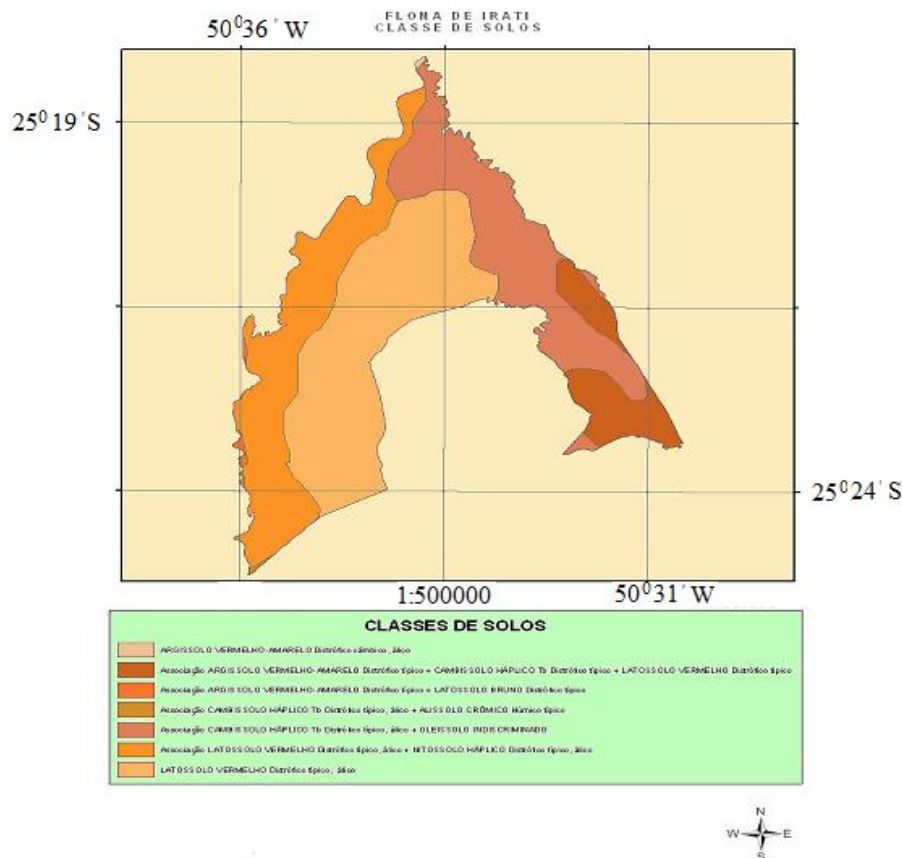 FLONA DE IRATI
CLASSE DE SOLOS
50⁰36´ W
25⁰19´S
25⁰24´S
1:500000
50⁰31´W
CLASSES DE SOLOS
ARGISSOLO VERMELHO-AMARELO Distrófico câmbico, álico
Associação ARGISSOLO VERMELHO-AMARELO Distrófico típico + CAMBISSOLO HÁPLICO Tb Distrófico típico + LATOSSOLO VERMELHO Distrófico típico
Associação ARGISSOLO VERMELHO-AMARELO Distrófico típico + LATOSSOLO BRUNO Distrófico típico
Associação CAMBISSOLO HÁPLICO Tb Distrófico típico, álico + ALISSOLO CRÔMICO Húmico típico
Associação CAMBISSOLO HÁPLICO Tb Distrófico típico, álico + GLEISSOLO INDISCRIMINADO
Associação LATOSSOLO VERMELHO Distrófico típico, álico + NITOSSOLO HÁPLICO Distrófico típico, álico
LATOSSOLO VERMELHO Distrófico típico, álico
N
W E
S